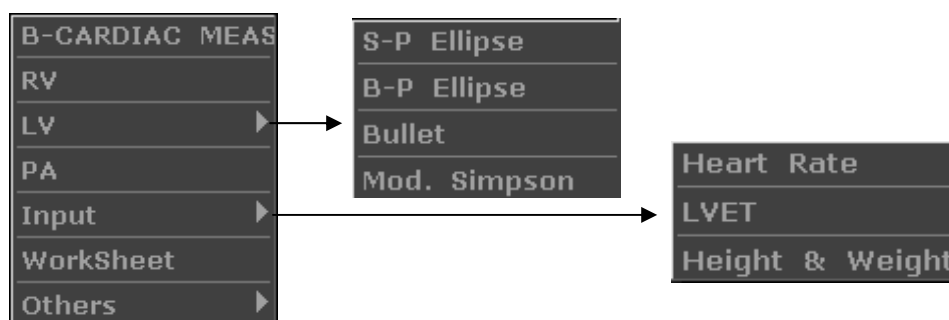 B-CARDIAC MEAS
RV
LV
PA
Input
WorkSheet
Others
S-P Ellipse
B-P Ellipse
Bullet
Mod. Simpson
Heart Rate
LVET
Height & Weight